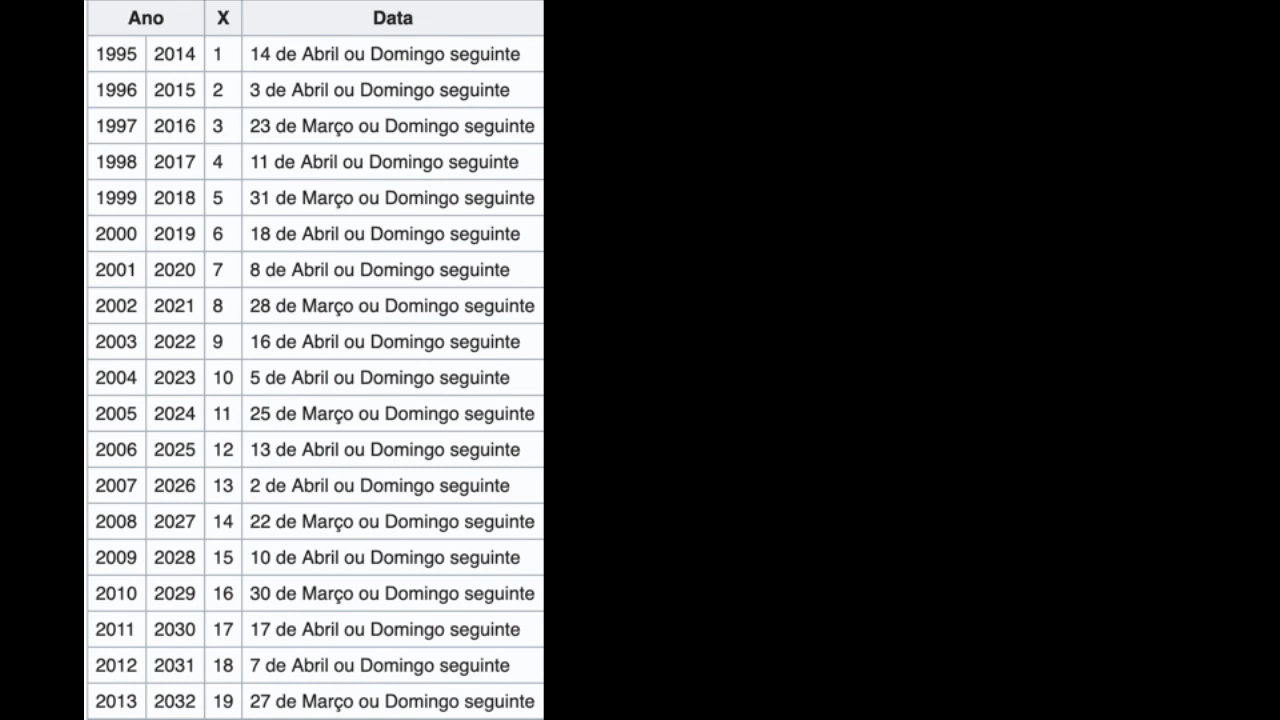 Ano X Data
1995 2014 1 14 de Abril ou Domingo seguinte
1996 2015 2 3 de Abril ou Domingo seguinte
1997 2016 3 23 de Março ou Domingo seguinte
1998 2017 4 11 de Abril ou Domingo seguinte
1999 2018 5 31 de Março ou Domingo seguinte
2000 2019 6 18 de Abril ou Domingo seguinte
2001 2020 7 8 de Abril ou Domingo seguinte
2002 2021 8 28 de Março ou Domingo seguinte
2003 2022 9 16 de Abril ou Domingo seguinte
2004 2023 10 5 de Abril ou Domingo seguinte
2005 2024 11 25 de Março ou Domingo seguinte
2006 2025 12 13 de Abril ou Domingo seguinte
2007 2026 13 2 de Abril ou Domingo seguinte
2008 2027 14 22 de Março ou Domingo seguinte
2009 2028 15 10 de Abril ou Domingo seguinte
2010 2029 16 30 de Março ou Domingo seguinte
2011 2030 17 17 de Abril ou Domingo seguinte
2012 2031 18 7 de Abril ou Domingo seguinte
2013 2032 19 27 de Março ou Domingo seguinte